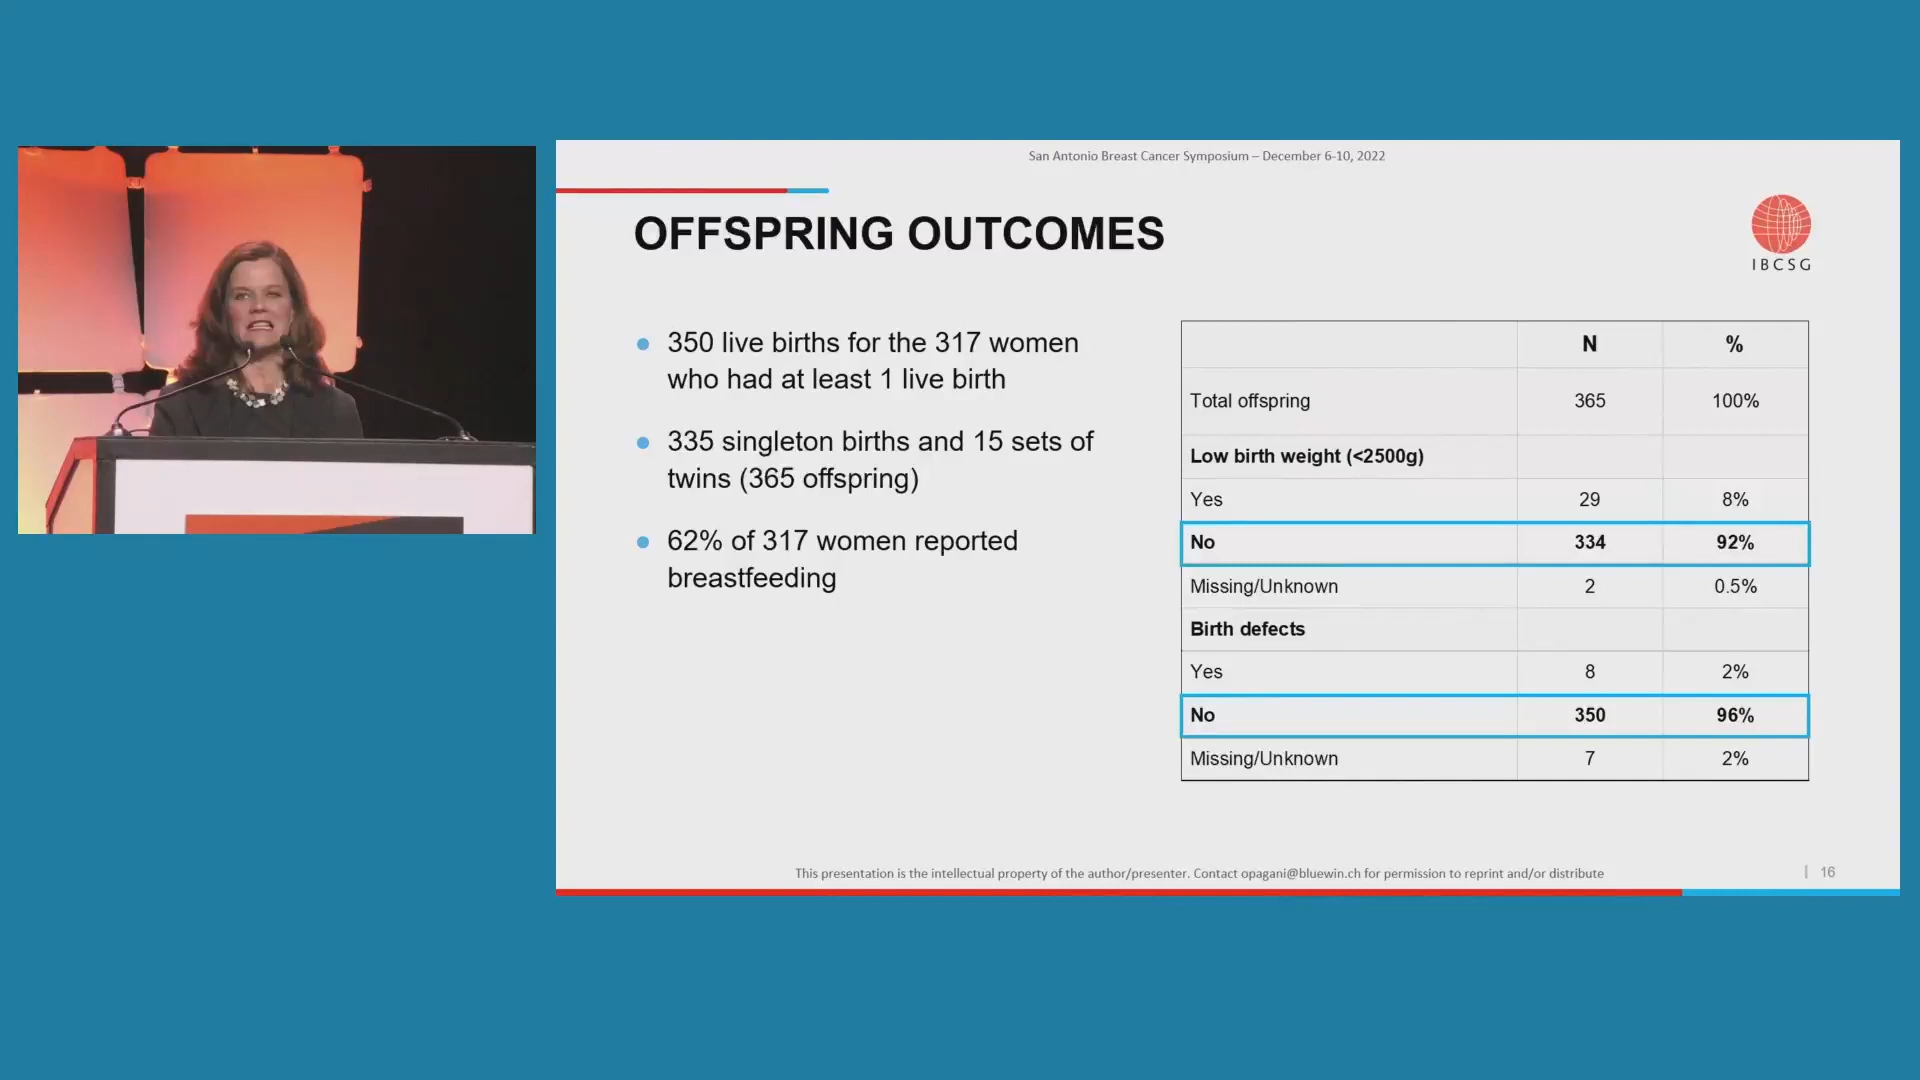 San Antonio Breast Cancer Symposium – December 6-10, 2022
OFFSPRING OUTCOMES
IBCSG
• 350 live births for the 317 women
who had at least 1 live birth
• 335 singleton births and 15 sets of
twins (365 offspring)
• 62% of 317 women reported
breastfeeding
N %
Total offspring 365 100%
Low birth weight (<2500g)
Yes 29 8%
No 334 92%
Missing/Unknown 2 0.5%
Birth defects
Yes 8 2%
No 350 96%
Missing/Unknown 7 2%
This presentation is the intellectual property of the author/presenter. Contact opagani@bluewin.ch for permission to reprint and/or distribute
| 16